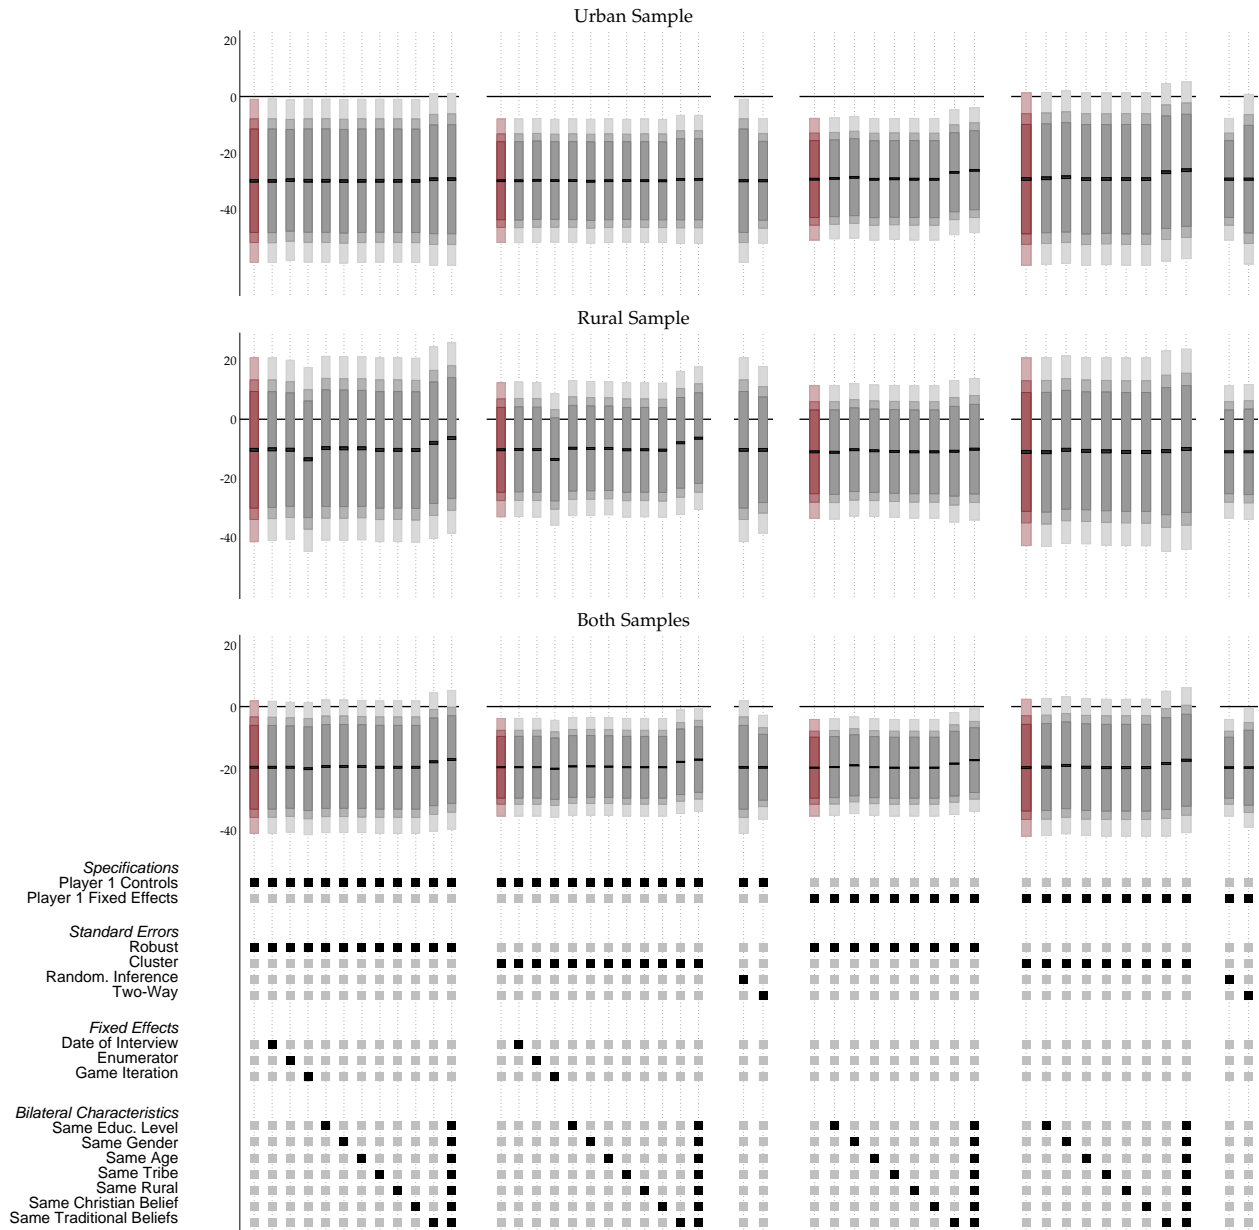 Urban Sample
20
0
-20
-40
Rural Sample
20
0
-20
-40
Both Samples
20
0
-20
-40
Specifications
Player 1 Controls
Player 1 Fixed Effects
Standard Errors
Robust
Cluster
Random. Inference
Two-Way
Fixed Effects
Date of Interview
Enumerator
Game Iteration
Bilateral Characteristics
Same Educ. Level
Same Gender
Same Age
Same Tribe
Same Rural
Same Christian Belief
Same Traditional Beliefs